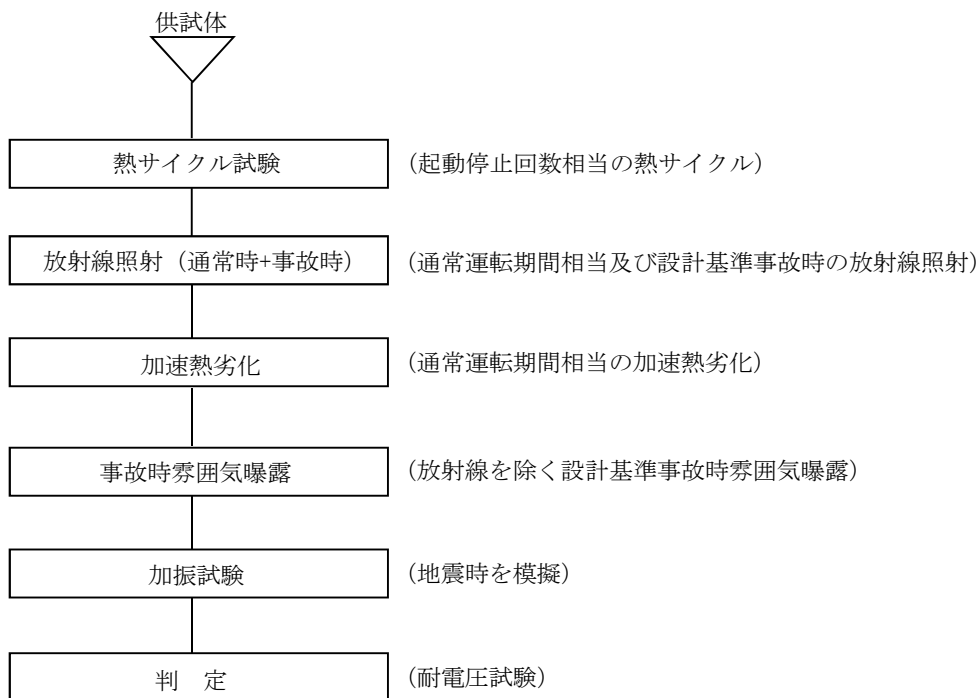 供試体
熱サイクル試験 (起動停止回数相当の熱サイクル)
放射線照射(通常時+事故時) (通常運転期間相当及び設計基準事故時の放射線照射)
加速熱劣化 (通常運転期間相当の加速熱劣化)
事故時雰囲気曝露 (放射線を除く設計基準事故時雰囲気曝露)
加振試験 (地震時を模擬)
判 定 (耐電圧試験)